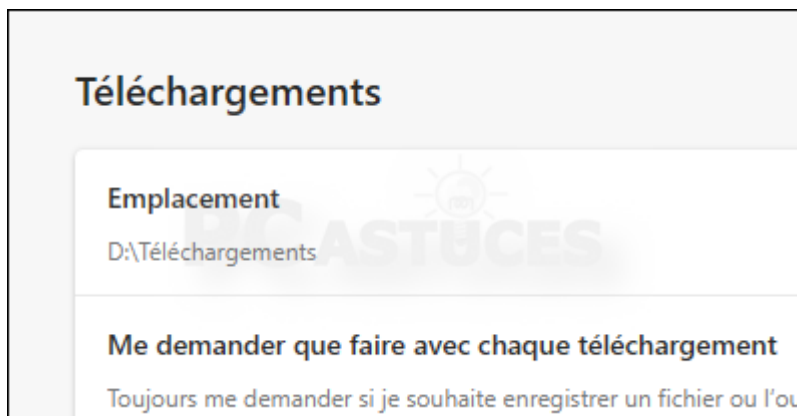 Téléchargements
Emplacement
PC ASTUCES
D:\Téléchargements
Me demander que faire avec chaque téléchargement
Toujours me demander si je souhaite enregistrer un fichier ou l'ou